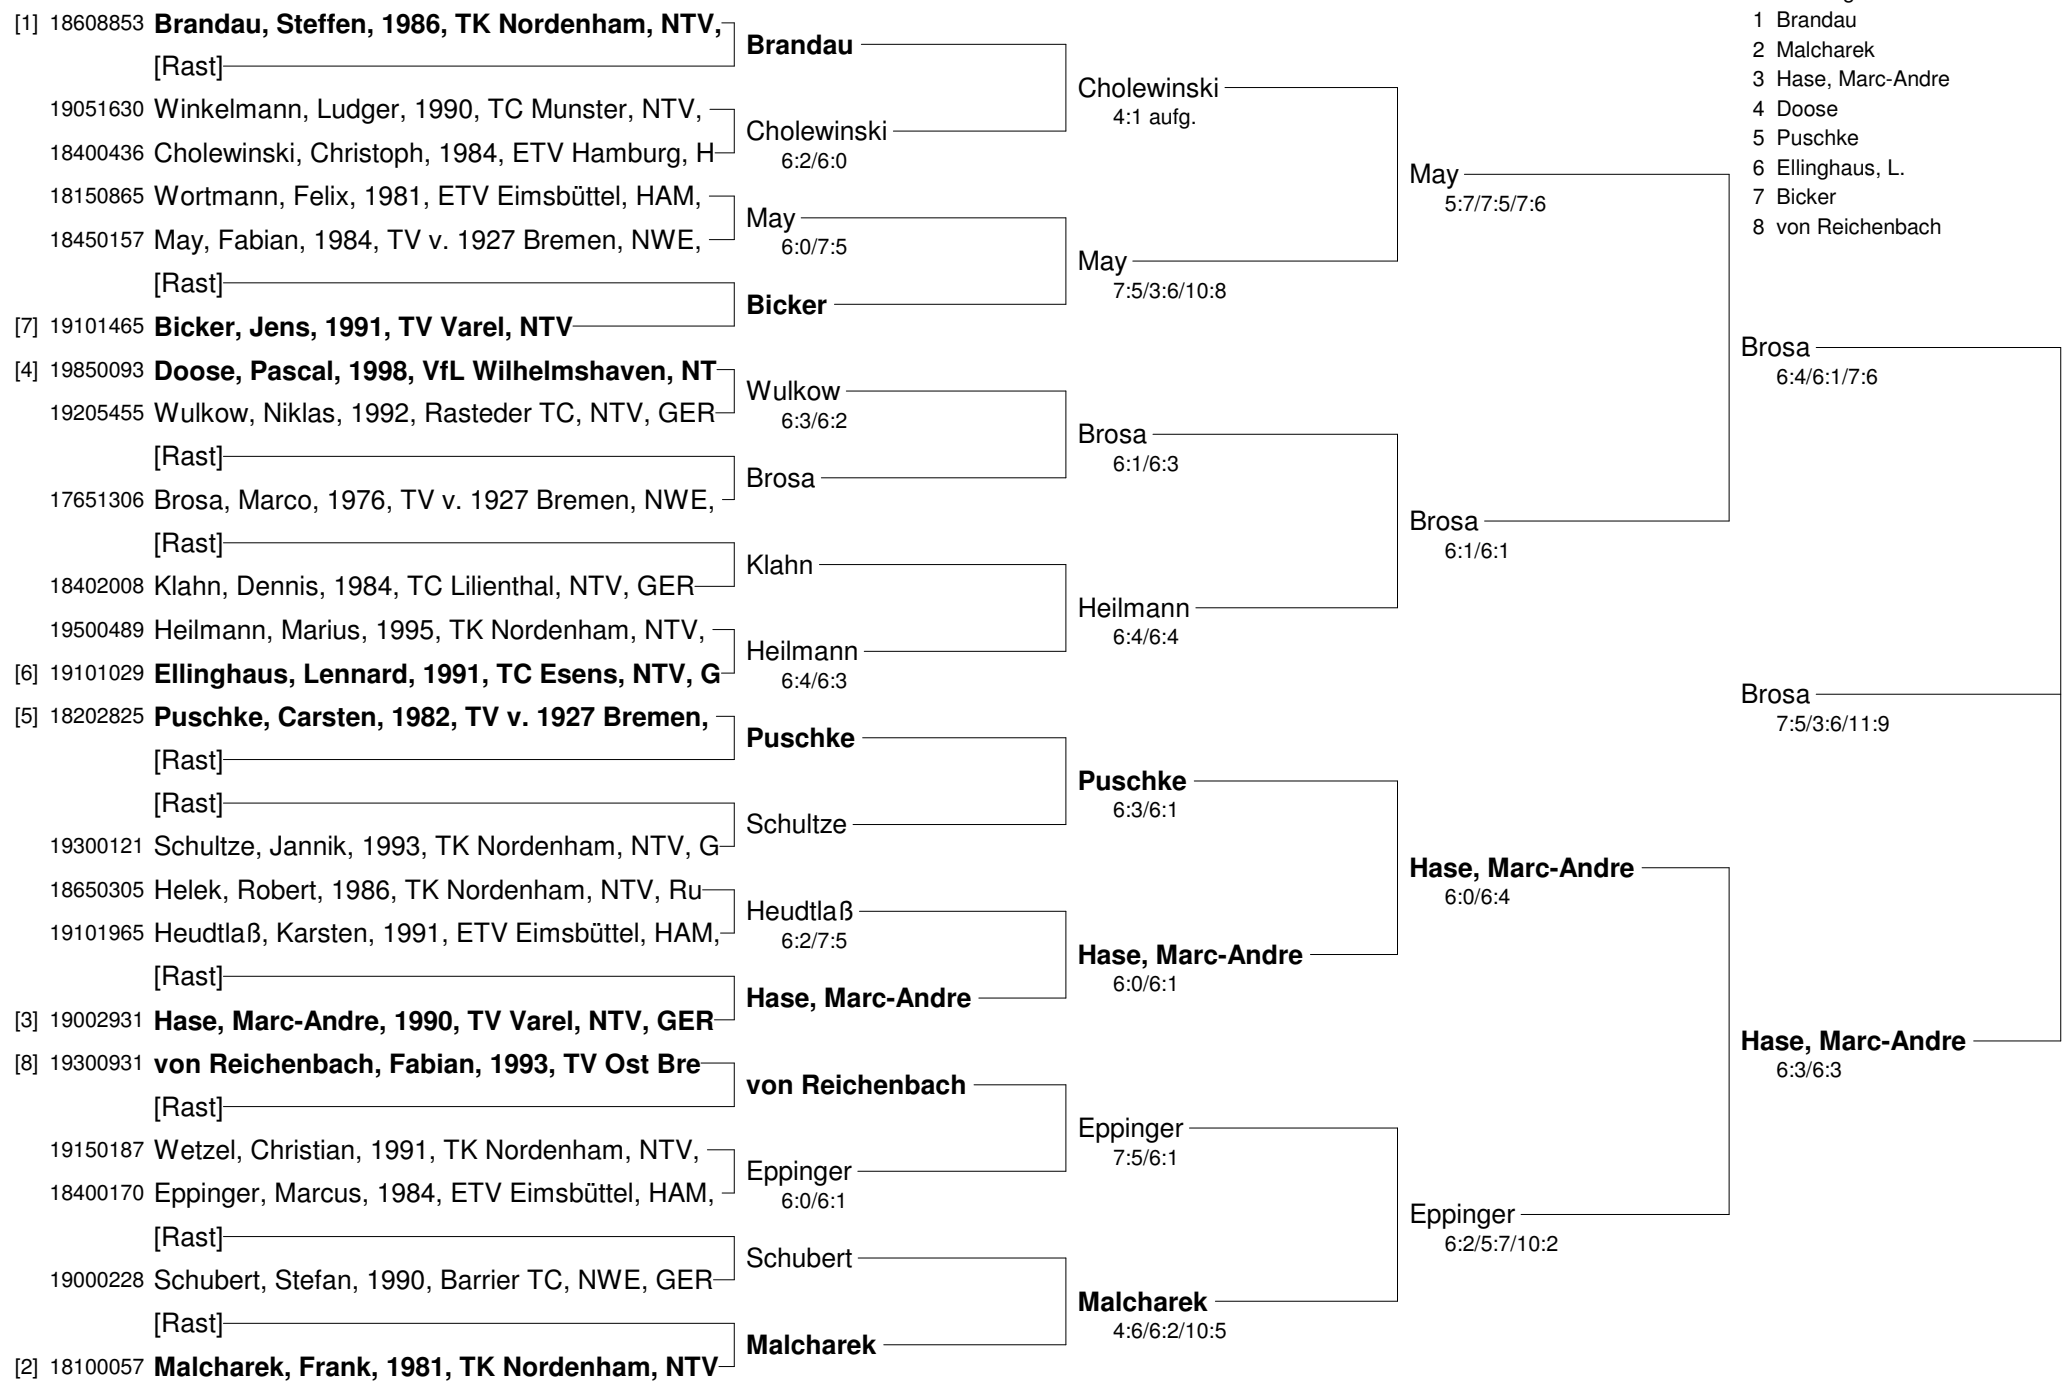 [1] 18608853 Brandau, Steffen, 1986, TK Nordenham, NTV,
[Rast]
19051630 Winkelmann, Ludger, 1990, TC Munster, NTV,
18400436 Cholewinski, Christoph, 1984, ETV Hamburg, H
18150865 Wortmann, Felix, 1981, ETV Eimsbüttel, HAM,
18450157 May, Fabian, 1984, TV v. 1927 Bremen, NWE,
[Rast]
[7] 19101465 Bicker, Jens, 1991, TV Varel, NTV
[4] 19850093 Doose, Pascal, 1998, VfL Wilhelmshaven, NT
19205455 Wulkow, Niklas, 1992, Rasteder TC, NTV, GER
[Rast]
17651306 Brosa, Marco, 1976, TV v. 1927 Bremen, NWE,
[Rast]
18402008 Klahn, Dennis, 1984, TC Lilienthal, NTV, GER
19500489 Heilmann, Marius, 1995, TK Nordenham, NTV,
[6] 19101029 Ellinghaus, Lennard, 1991, TC Esens, NTV, G
[5] 18202825 Puschke, Carsten, 1982, TV v. 1927 Bremen,
[Rast]
[Rast]
19300121 Schultze, Jannik, 1993, TK Nordenham, NTV, G
18650305 Helek, Robert, 1986, TK Nordenham, NTV, Ru
19101965 Heudtlaß, Karsten, 1991, ETV Eimsbüttel, HAM,
[Rast]
[3] 19002931 Hase, Marc-Andre, 1990, TV Varel, NTV, GER
[8] 19300931 von Reichenbach, Fabian, 1993, TV Ost Bre
[Rast]
19150187 Wetzel, Christian, 1991, TK Nordenham, NTV,
18400170 Eppinger, Marcus, 1984, ETV Eimsbüttel, HAM,
[Rast]
19000228 Schubert, Stefan, 1990, Barrier TC, NWE, GER
[Rast]
[2] 18100057 Malcharek, Frank, 1981, TK Nordenham, NTV
Brandau
Cholewinski
6:2/6:0
May
6:0/7:5
Bicker
Wulkow
6:3/6:2
Brosa
Klahn
Heilmann
6:4/6:3
Puschke
Schultze
Heudtlaß
6:2/7:5
Hase, Marc-Andre
von Reichenbach
Eppinger
6:0/6:1
Schubert
Malcharek
Cholewinski
4:1 aufg.
May
7:5/3:6/10:8
Brosa
6:1/6:3
Heilmann
6:4/6:4
Puschke
6:3/6:1
Hase, Marc-Andre
6:0/6:1
Eppinger
7:5/6:1
Malcharek
4:6/6:2/10:5
May
5:7/7:5/7:6
Brosa
6:1/6:1
Hase, Marc-Andre
6:0/6:4
Eppinger
6:2/5:7/10:2
Brosa
6:4/6:1/7:6
Brosa
7:5/3:6/11:9
Hase, Marc-Andre
6:3/6:3
1 Brandau
2 Malcharek
3 Hase, Marc-Andre
4 Doose
5 Puschke
6 Ellinghaus, L.
7 Bicker
8 von Reichenbach